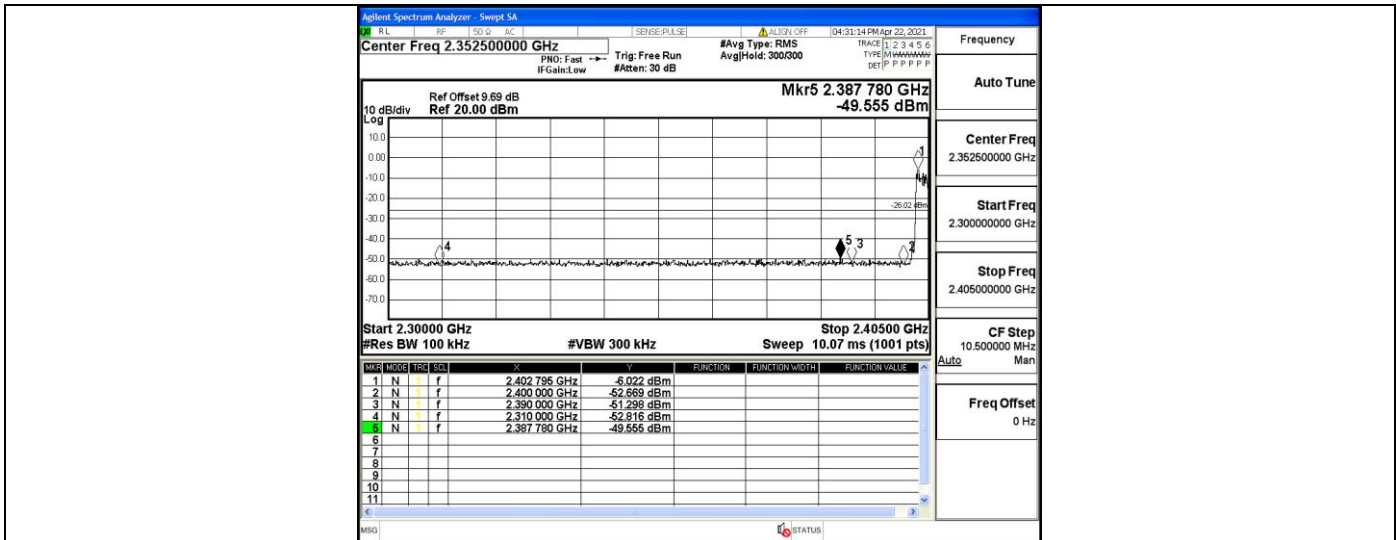 Agilent Spectrum Analyzer - Swept SA
RL RF 50 Ω AC SENSE:PULSE ALIGN OFF 04:31:14 PM Apr 22, 2021
Center Freq 2.352500000 GHz
PNO: Fast
IFGain:Low
Trig: Free Run
#Atten: 30 dB
#Avg Type: RMS
Avg|Hold: 300/300
TRACE 1 2 3 4 5 6
TYPE M W W W W W
DET P P P P P P
Mkr5 2.387 780 GHz
-49.555 dBm
Ref Offset 9.69 dB
10 dB/div Ref 20.00 dBm
Log
10.0
0.00
-10.0
-20.0
-30.0
-40.0
-50.0
-60.0
-70.0
1
-26.02 dBm
4
5
3
2
Start 2.30000 GHz Stop 2.40500 GHz
#Res BW 100 kHz #VBW 300 kHz Sweep 10.07 ms (1001 pts)
MKR MODE TRC SCL X Y FUNCTION FUNCTION WIDTH FUNCTION VALUE
1 N 1 f 2.402 795 GHz -6.022 dBm
2 N 1 f 2.400 000 GHz -52.669 dBm
3 N 1 f 2.390 000 GHz -51.298 dBm
4 N 1 f 2.310 000 GHz -52.816 dBm
5 N 1 f 2.387 780 GHz -49.555 dBm
6
7
8
9
10
11
MSG STATUS
Frequency
Auto Tune
Center Freq
2.352500000 GHz
Start Freq
2.300000000 GHz
Stop Freq
2.405000000 GHz
CF Step
10.500000 MHz
Auto Man
Freq Offset
0 Hz